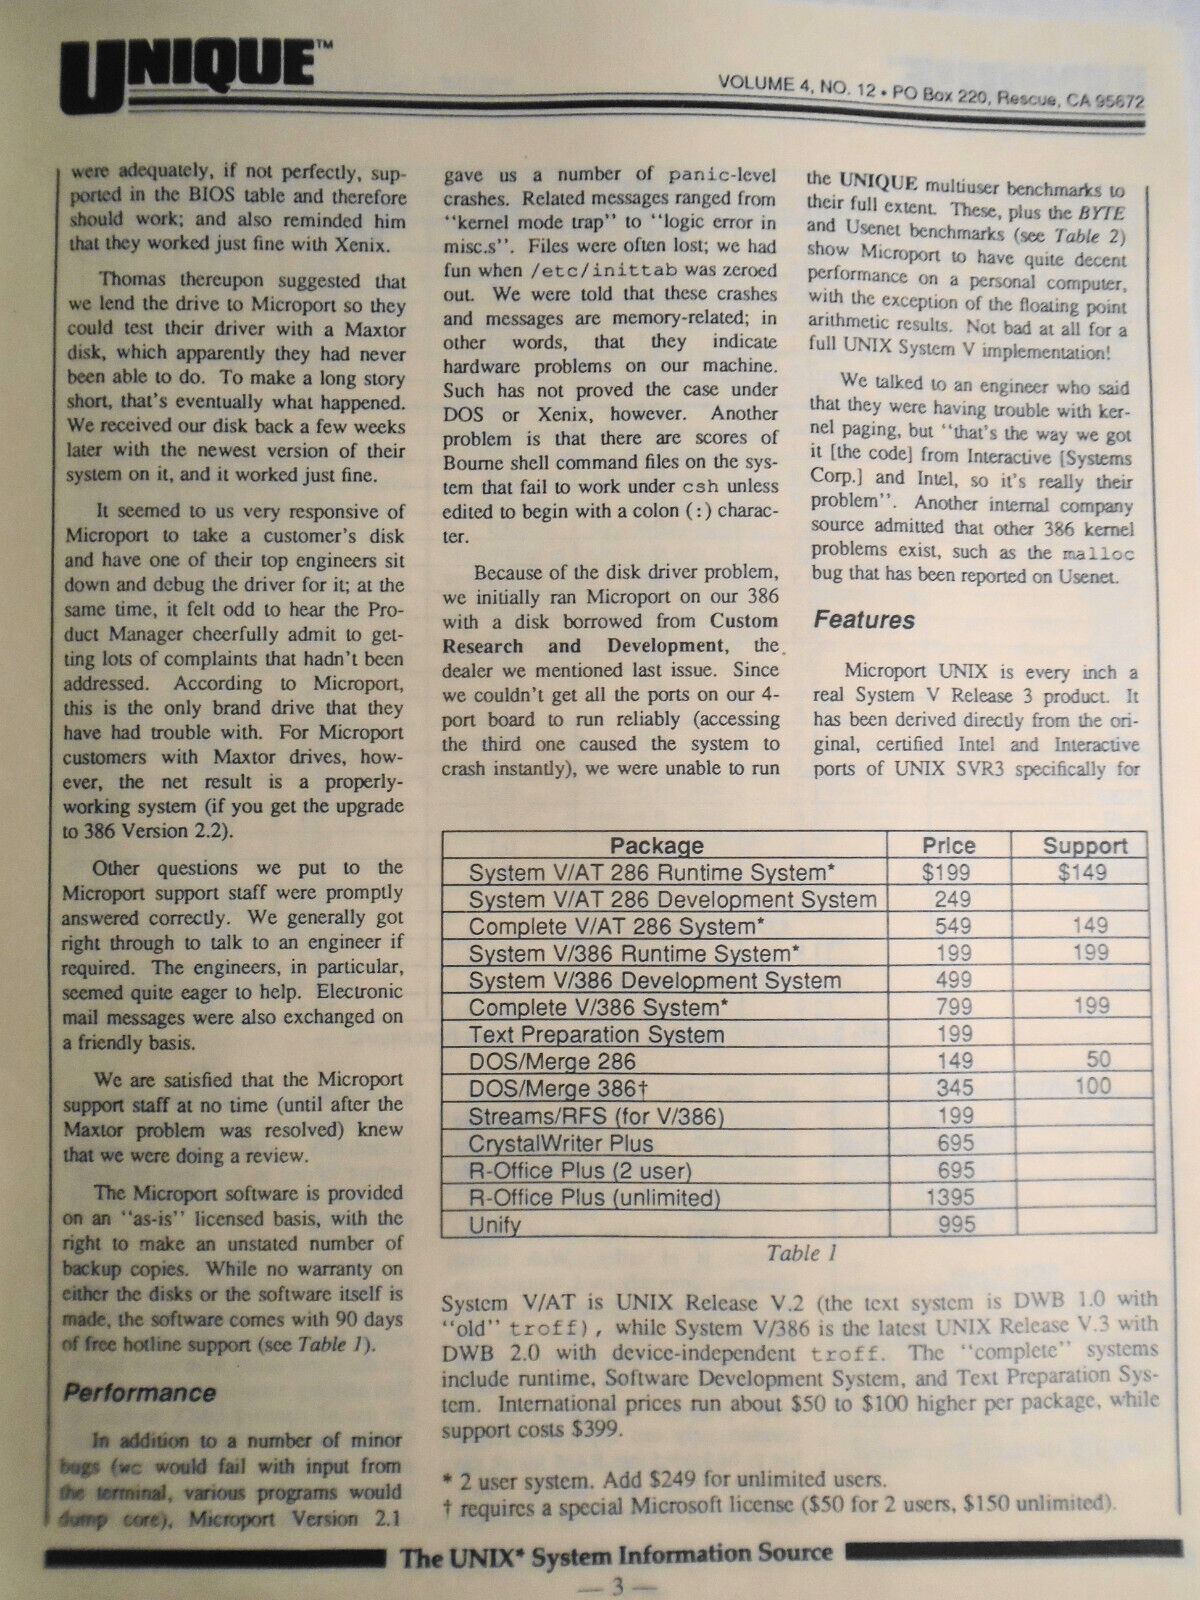 UNIQUE™
VOLUME 4, NO. 12 • PO Box 220, Rescue, CA 95672
were adequately, if not perfectly, sup-
ported in the BIOS table and therefore
should work; and also reminded him
that they worked just fine with Xenix.
Thomas thereupon suggested that
we lend the drive to Microport so they
could test their driver with a Maxtor
disk, which apparently they had never
been able to do. To make a long story
short, that's eventually what happened.
We received our disk back a few weeks
later with the newest version of their
system on it, and it worked just fine.
It seemed to us very responsive of
Microport to take a customer's disk
and have one of their top engineers sit
down and debug the driver for it; at the
same time, it felt odd to hear the Pro-
duct Manager cheerfully admit to get-
ting lots of complaints that hadn't been
addressed. According to Microport,
this is the only brand drive that they
have had trouble with. For Microport
customers with Maxtor drives, how-
ever, the net result is a properly-
working system (if you get the upgrade
to 386 Version 2.2).
Other questions we put to the
Microport support staff were promptly
answered correctly. We generally got
right through to talk to an engineer if
required. The engineers, in particular,
seemed quite eager to help. Electronic
mail messages were also exchanged on
a friendly basis.
We are satisfied that the Microport
support staff at no time (until after the
Maxtor problem was resolved) knew
that we were doing a review.
The Microport software is provided
on an "as-is" licensed basis, with the
right to make an unstated number of
backup copies. While no warranty on
either the disks or the software itself is
made, the software comes with 90 days
of free hotline support (see Table 1).
Performance
In addition to a number of minor
bugs (wc would fail with input from
the terminal, various programs would
dump core), Microport Version 2.1
gave us a number of panic-level
crashes. Related messages ranged from
"kernel mode trap" to "logic error in
misc.s". Files were often lost; we had
fun when /etc/inittab was zeroed
out. We were told that these crashes
and messages are memory-related; in
other words, that they indicate
hardware problems on our machine.
Such has not proved the case under
DOS or Xenix, however. Another
problem is that there are scores of
Bourne shell command files on the sys-
tem that fail to work under csh unless
edited to begin with a colon (:) charac-
ter.
Because of the disk driver problem,
we initially ran Microport on our 386
with a disk borrowed from Custom
Research and Development, the
dealer we mentioned last issue. Since
we couldn't get all the ports on our 4-
port board to run reliably (accessing
the third one caused the system to
crash instantly), we were unable to run
the UNIQUE multiuser benchmarks to
their full extent. These, plus the BYTE
and Usenet benchmarks (see Table 2)
show Microport to have quite decent
performance on a personal computer,
with the exception of the floating point
arithmetic results. Not bad at all for a
full UNIX System V implementation!
We talked to an engineer who said
that they were having trouble with ker-
nel paging, but "that's the way we got
it [the code] from Interactive [Systems
Corp.] and Intel, so it's really their
problem". Another internal company
source admitted that other 386 kernel
problems exist, such as the malloc
bug that has been reported on Usenet.
Features
Microport UNIX is every inch a
real System V Release 3 product. It
has been derived directly from the ori-
ginal, certified Intel and Interactive
ports of UNIX SVR3 specifically for
Package Price Support
System V/AT 286 Runtime System* $199 $149
System V/AT 286 Development System 249
Complete V/AT 286 System* 549 149
System V/386 Runtime System* 199 199
System V/386 Development System 499
Complete V/386 System* 799 199
Text Preparation System 199
DOS/Merge 286 149 50
DOS/Merge 386† 345 100
Streams/RFS (for V/386) 199
CrystalWriter Plus 695
R-Office Plus (2 user) 695
R-Office Plus (unlimited) 1395
Unify 995
Table 1
System V/AT is UNIX Release V.2 (the text system is DWB 1.0 with
"old" troff), while System V/386 is the latest UNIX Release V.3 with
DWB 2.0 with device-independent troff. The "complete" systems
include runtime, Software Development System, and Text Preparation Sys-
tem. International prices run about $50 to $100 higher per package, while
support costs $399.
* 2 user system. Add $249 for unlimited users.
† requires a special Microsoft license ($50 for 2 users, $150 unlimited).
The UNIX* System Information Source
— 3 —